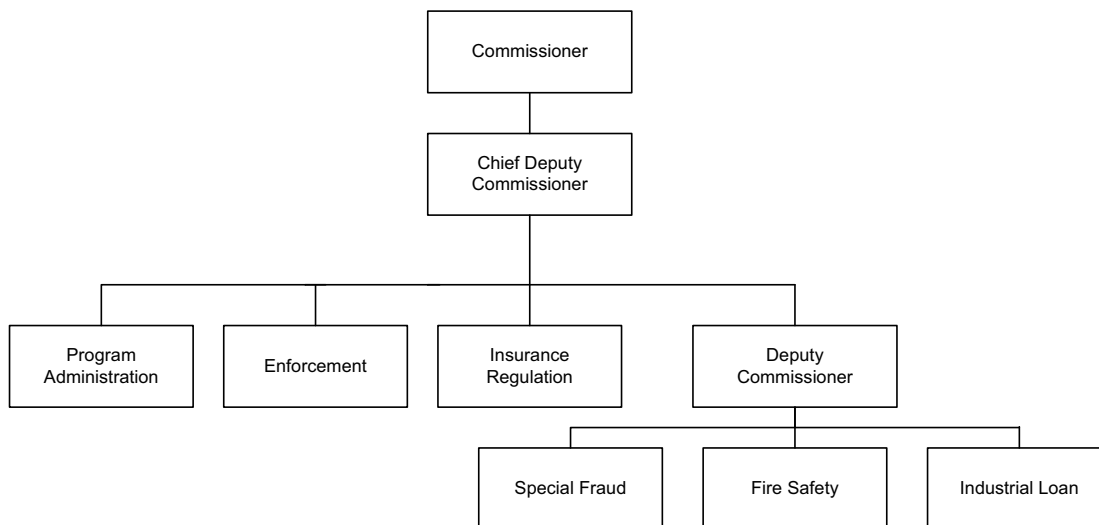 Commissioner
Chief Deputy
Commissioner
Program
Administration
Enforcement
Insurance
Regulation
Deputy
Commissioner
Special Fraud
Fire Safety
Industrial Loan